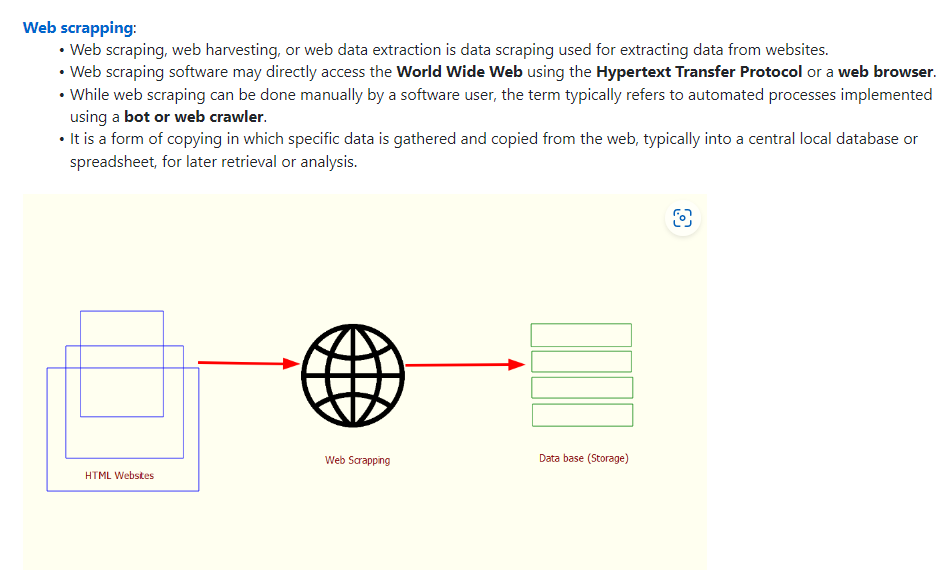 Web scrapping:
• Web scraping, web harvesting, or web data extraction is data scraping used for extracting data from websites.
• Web scraping software may directly access the World Wide Web using the Hypertext Transfer Protocol or a web browser.
• While web scraping can be done manually by a software user, the term typically refers to automated processes implemented
using a bot or web crawler.
• It is a form of copying in which specific data is gathered and copied from the web, typically into a central local database or
spreadsheet, for later retrieval or analysis.
HTML Websites
Web Scrapping
Data base (Storage)